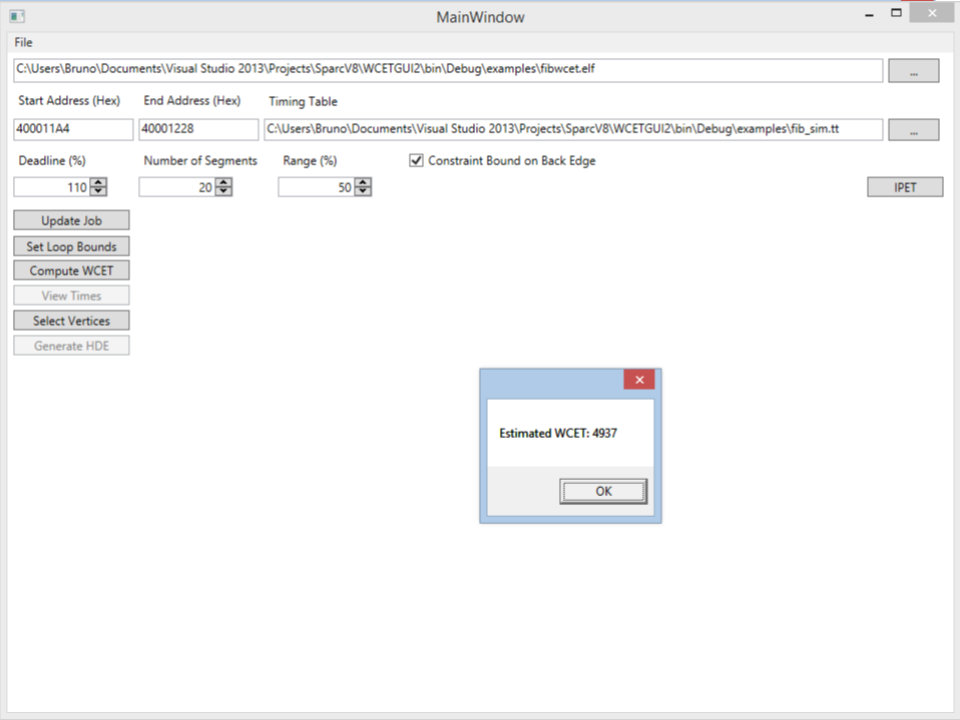 MainWindow
File
C:\Users\Bruno\Documents\Visual Studio 2013\Projects\SparcV8\WCETGUI2\bin\Debug\examples\fibwcet.elf
...
Start Address (Hex) End Address (Hex) Timing Table
400011A4 40001228 C:\Users\Bruno\Documents\Visual Studio 2013\Projects\SparcV8\WCETGUI2\bin\Debug\examples\fib_sim.tt ...
Deadline (%) Number of Segments Range (%) Constraint Bound on Back Edge
110 20 50 IPET
Update Job
Set Loop Bounds
Compute WCET
View Times
Select Vertices
Generate HDE
Estimated WCET: 4937
OK